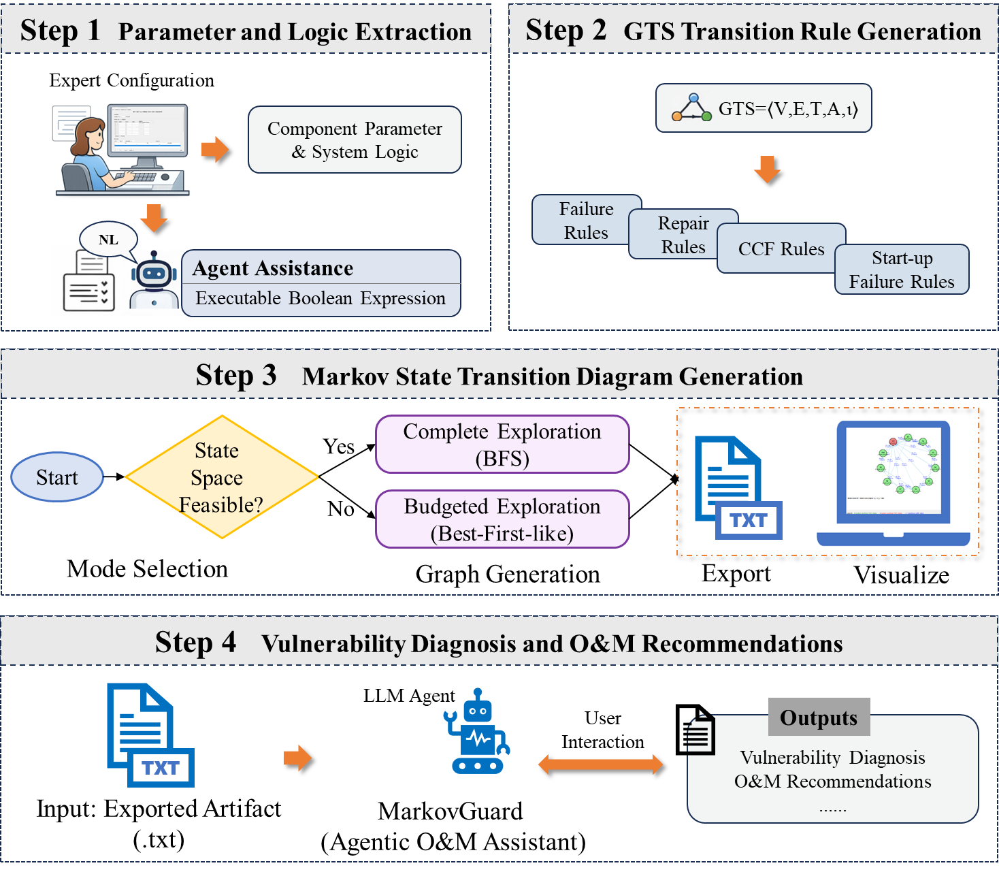 Step 1 Parameter and Logic Extraction
Expert Configuration
Component Parameter
& System Logic
NL
Agent Assistance
Executable Boolean Expression
Step 2 GTS Transition Rule Generation
GTS=⟨V,E,T,A,ι⟩
Failure
Rules
Repair
Rules
CCF Rules
Start-up
Failure Rules
Step 3 Markov State Transition Diagram Generation
Start
State
Space
Feasible?
Yes
No
Complete Exploration
(BFS)
Budgeted Exploration
(Best-First-like)
TXT
Mode Selection
Graph Generation
Export
Visualize
Step 4 Vulnerability Diagnosis and O&M Recommendations
TXT
Input: Exported Artifact
(.txt)
LLM Agent
MarkovGuard
(Agentic O&M Assistant)
User
Interaction
Outputs
Vulnerability Diagnosis
O&M Recommendations
......